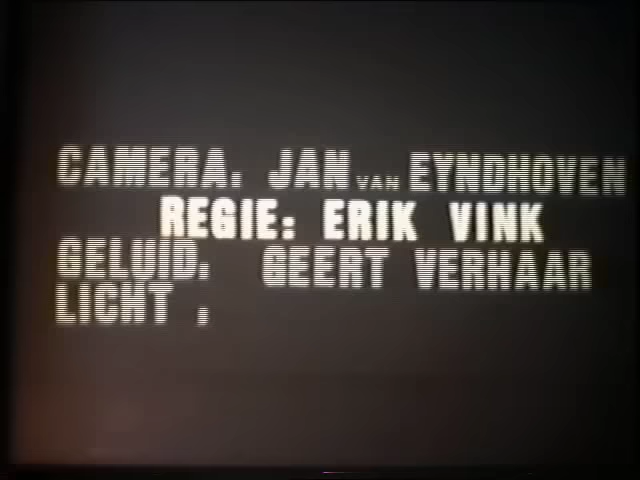 CAMERA. JAN VAN EYNDHOVEN
REGIE: ERIK VINK
GELUID. GEERT VERHAAR
LICHT .